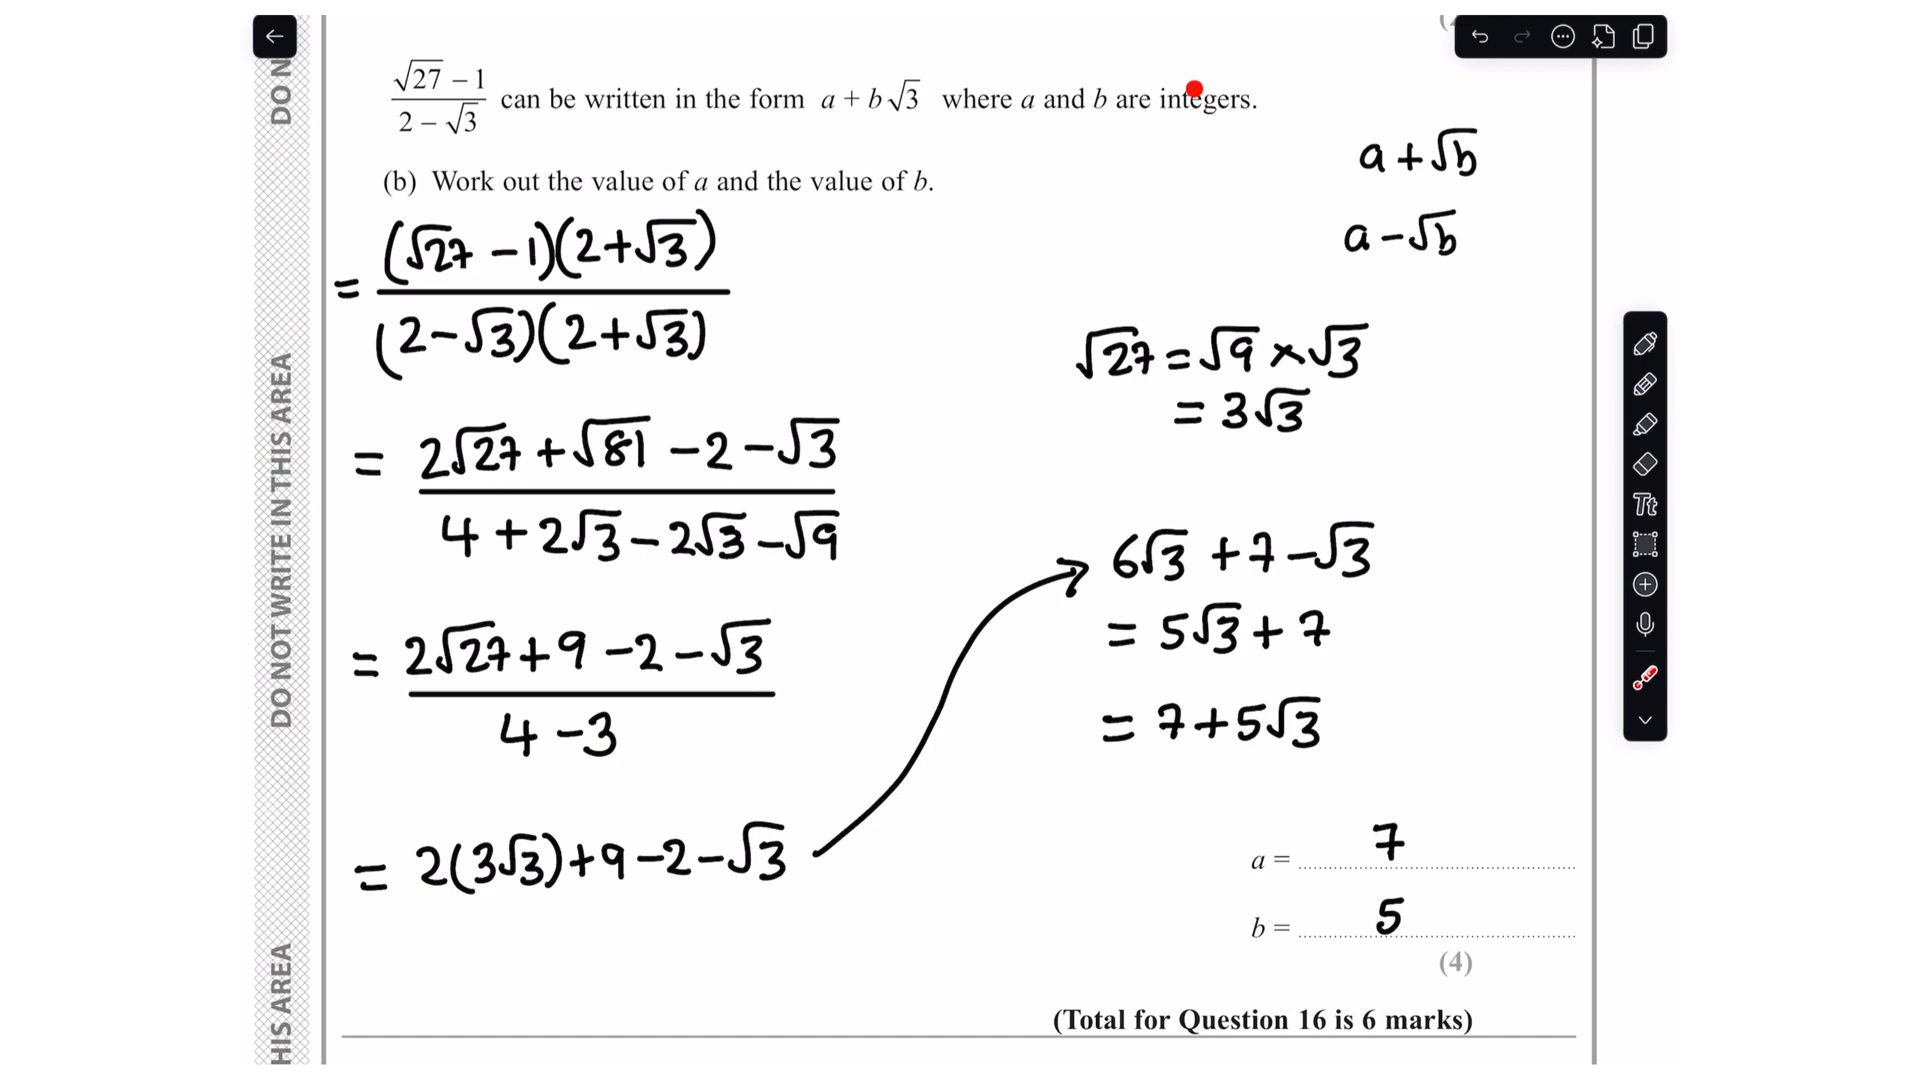 DO N
DO NOT WRITE IN THIS AREA
HIS AREA
(√27 − 1)/(2 − √3) can be written in the form a + b√3 where a and b are integers.
(b) Work out the value of a and the value of b.
= (√27 − 1)(2 + √3)/(2 − √3)(2 + √3)
= 2√27 + √81 − 2 − √3/4 + 2√3 − 2√3 − √9
= 2√27 + 9 − 2 − √3/4 − 3
= 2(3√3) + 9 − 2 − √3
a + √b
a − √b
√27 = √9 × √3
= 3√3
6√3 + 7 − √3
= 5√3 + 7
= 7 + 5√3
a = 7
b = 5
(4)
(Total for Question 16 is 6 marks)
Tt